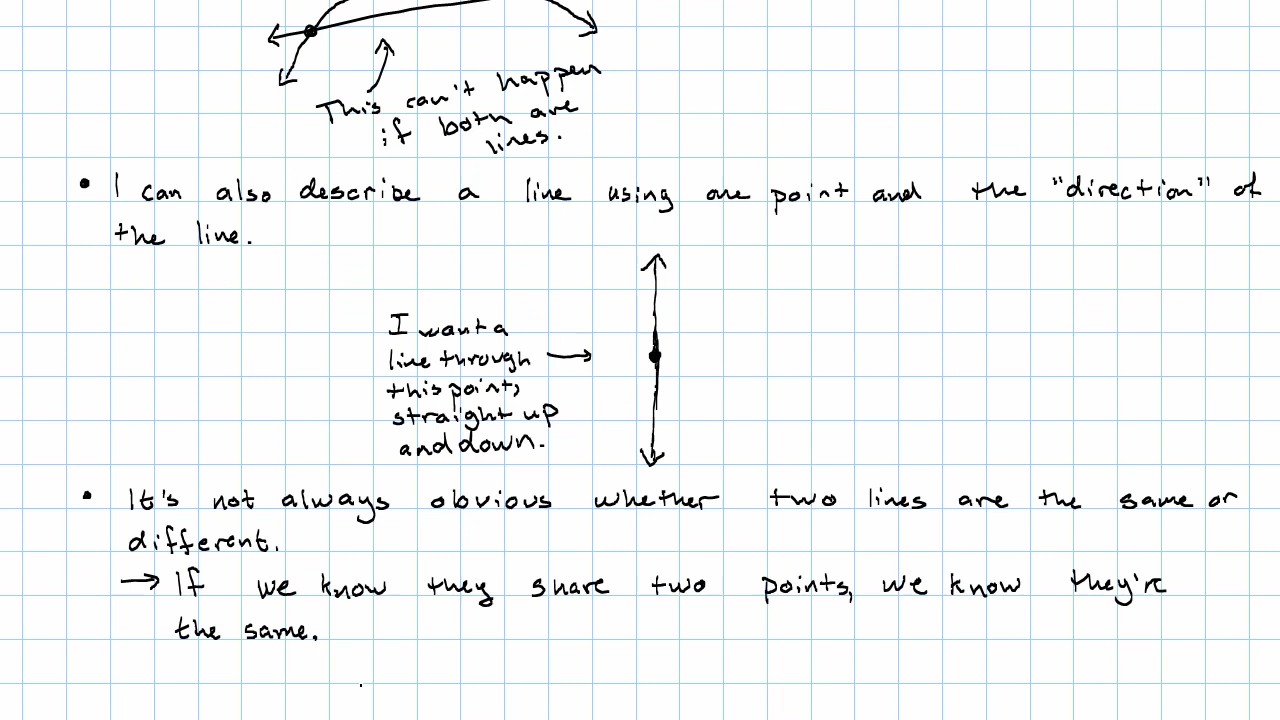 This can't happen
if both are
lines.
• I can also describe a line using one point and the "direction" of
the line.
I want a
line through →
this point,
straight up
and down.
• It's not always obvious whether two lines are the same or
different.
→ If we know they share two points, we know they're
the same.